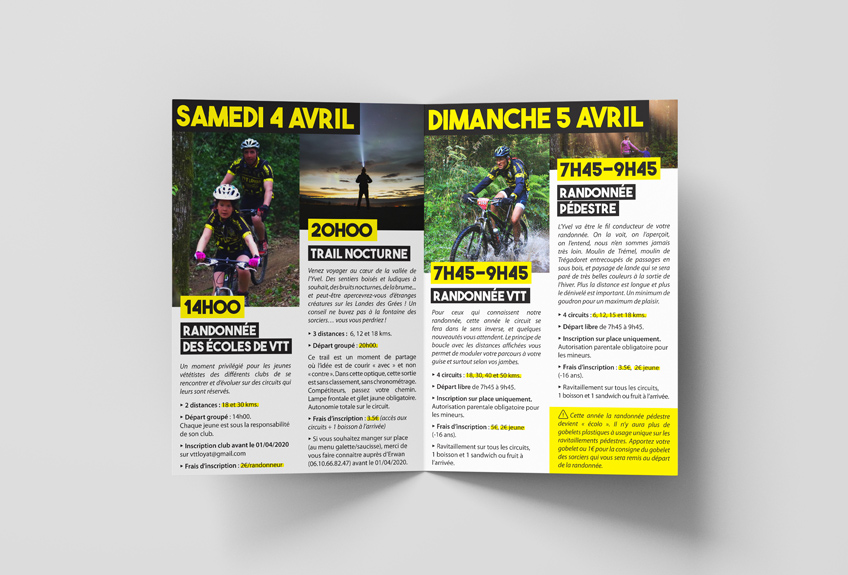 SAMEDI 4 AVRIL
14H00
RANDONNÉE
DES ÉCOLES DE VTT
Un moment privilégié pour les jeunes
vététistes des différents clubs de se
rencontrer et d'évoluer sur des circuits qui
leurs sont réservés.
‣ 2 distances : 18 et 30 kms.
‣ Départ groupé : 14h00.
Chaque jeune est sous la responsabilité
de son club.
‣ Inscription club avant le 01/04/2020
sur vttloyat@gmail.com
‣ Frais d'inscription : 2€/randonneur
20H00
TRAIL NOCTURNE
Venez voyager au cœur de la vallée de
l'Yvel. Des sentiers boisés et ludiques à
souhait, des bruits nocturnes, de la brume...
et peut-être apercevez-vous d'étranges
créatures sur les Landes des Grées ! Un
conseil ne buvez pas à la fontaine des
sorciers… vous vous perdriez !
‣ 3 distances : 6, 12 et 18 kms.
‣ Départ groupé : 20h00.
Ce trail est un moment de partage
où l'idée est de courir « avec » et non
« contre ». Dans cette optique, cette sortie
est sans classement, sans chronométrage.
Compétiteurs, passez votre chemin.
Lampe frontale et gilet jaune obligatoire.
Autonomie totale sur le circuit.
‣ Frais d'inscription : 3.5€ (accès aux
circuits + 1 boisson à l'arrivée)
‣ Si vous souhaitez manger sur place
(au menu galette/saucisse), merci de
vous faire connaitre auprès d'Erwan
(06.10.66.82.47) avant le 01/04/2020.
DIMANCHE 5 AVRIL
7H45-9H45
RANDONNÉE VTT
Pour ceux qui connaissent notre
randonnée, cette année le circuit se
fera dans le sens inverse, et quelques
nouveautés vous attendent. Le principe de
boucle avec les distances affichées vous
permet de moduler votre parcours à votre
guise et surtout selon vos jambes.
‣ 4 circuits : 18, 30, 40 et 50 kms.
‣ Départ libre de 7h45 à 9h45.
‣ Inscription sur place uniquement.
Autorisation parentale obligatoire pour
les mineurs.
‣ Frais d'inscription : 5€, 2€ jeune
(-16 ans).
‣ Ravitaillement sur tous les circuits,
1 boisson et 1 sandwich ou fruit à
l'arrivée.
7H45-9H45
RANDONNÉE
PÉDESTRE
L'Yvel va être le fil conducteur de votre
randonnée. On la voit, on l'aperçoit,
on l'entend, nous n'en sommes jamais
très loin. Moulin de Trémel, moulin de
Trégadoret entrecoupés de passages en
sous bois, et paysage de landes qui se sera
paré de très belles couleurs à la sortie de
l'hiver. Plus la distance est longue et plus
le dénivelé est important. Un minimum de
goudron pour un maximum de plaisir.
‣ 4 circuits : 6, 12, 15 et 18 kms.
‣ Départ libre de 7h45 à 9h45.
‣ Inscription sur place uniquement.
Autorisation parentale obligatoire pour
les mineurs.
‣ Frais d'inscription : 3.5€, 2€ jeune
(-16 ans).
‣ Ravitaillement sur tous les circuits,
1 boisson et 1 sandwich ou fruit à l'arrivée.
Cette année la randonnée pédestre
devient « écolo ». Il n'y aura plus de
gobelets plastiques à usage unique sur les
ravitaillements pédestres. Apportez votre
gobelet ou 1€ pour la consigne du gobelet
des sorciers qui vous sera remis au départ
de la randonnée.